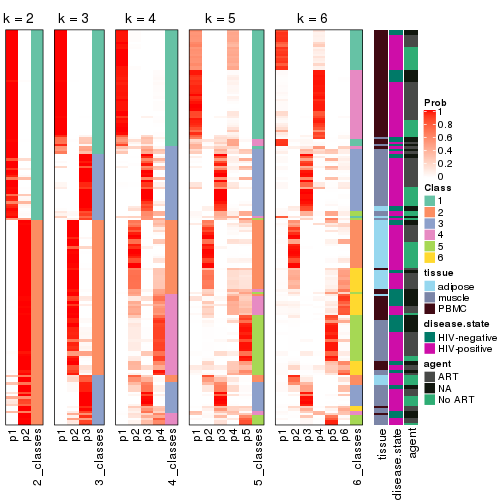 k = 2
k = 3
k = 4
k = 5
k = 6
p1
p2
2_classes
p1
p2
p3
3_classes
p1
p2
p3
p4
4_classes
p1
p2
p3
p4
p5
5_classes
p1
p2
p3
p4
p5
p6
6_classes
tissue
disease.state
agent
Prob
1
0.8
0.6
0.4
0.2
0
Class
1
2
3
4
5
6
tissue
adipose
muscle
PBMC
disease.state
HIV-negative
HIV-positive
agent
ART
NA
No ART